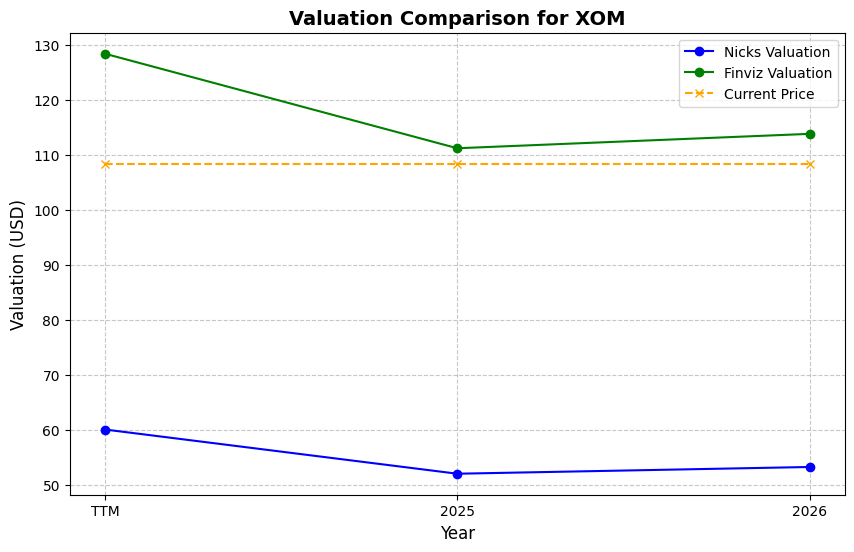 Valuation Comparison for XOM
Nicks Valuation
Finviz Valuation
Current Price
Valuation (USD)
130
120
110
100
90
80
70
60
50
TTM
2025
2026
Year